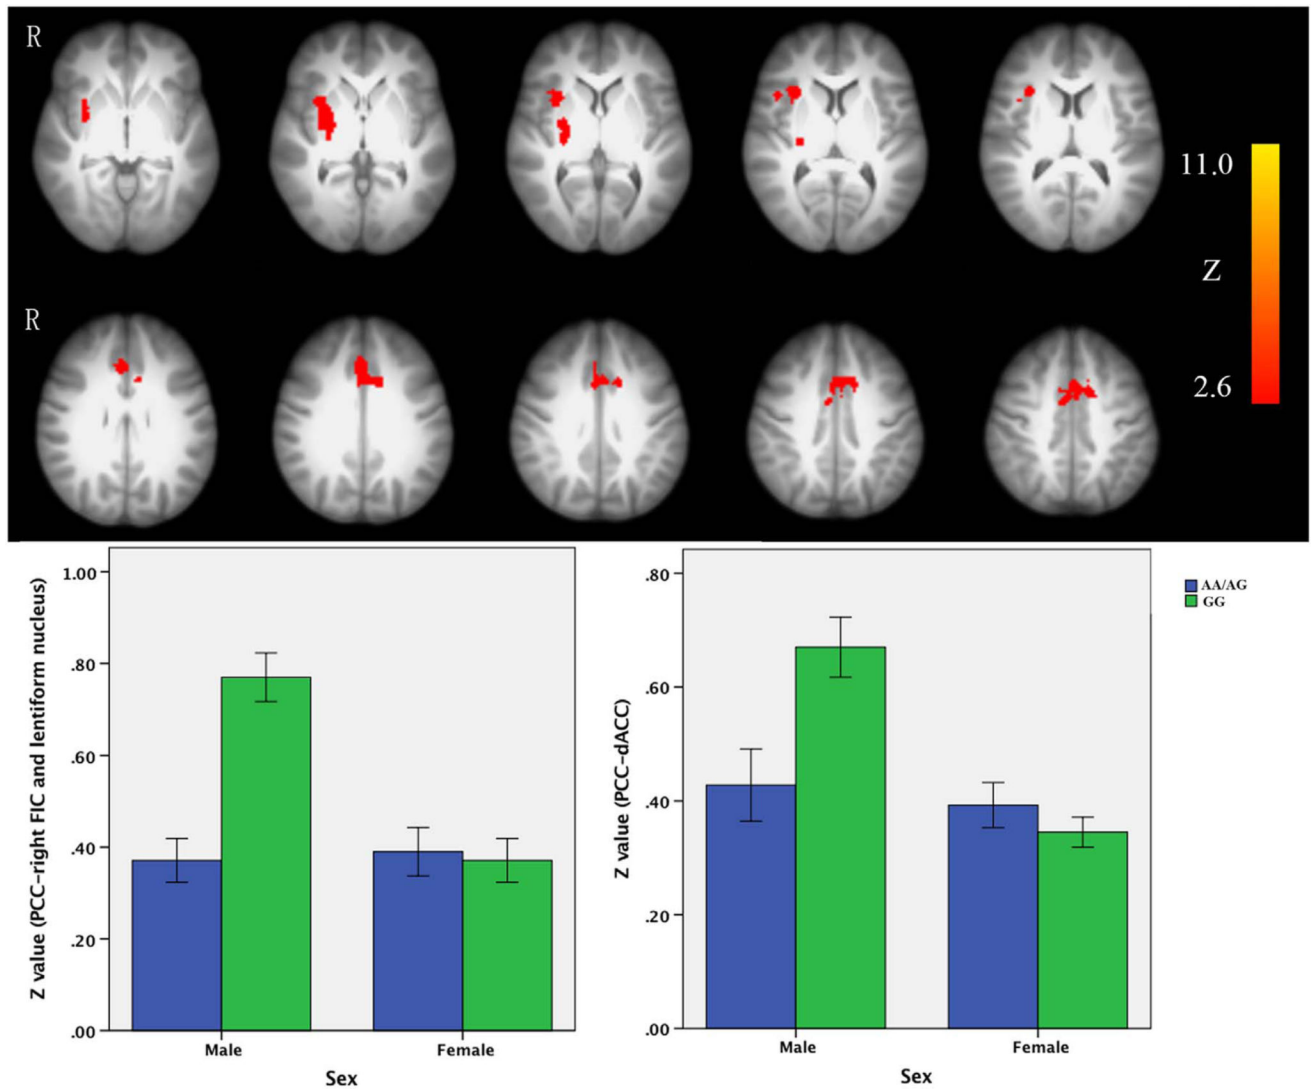 R
11.0
Z
R
2.6
Z value (PCC-right FIC and lentiform nucleus)
1.00
.80
.60
.40
.20
.00
Male
Female
Sex
Z value (PCC-dACC)
.80
.60
.40
.20
.00
Male
Female
Sex
AA/AG
GG